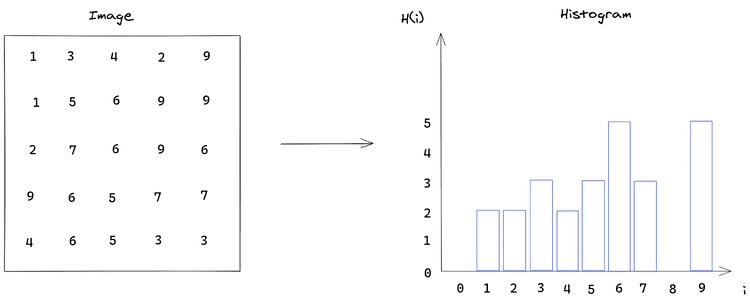 Image
1 3 4 2 9
1 5 6 9 9
2 7 6 9 6
9 6 5 7 7
4 6 5 3 3
Histogram
H(i)
5
4
3
2
1
0
0 1 2 3 4 5 6 7 8 9 i